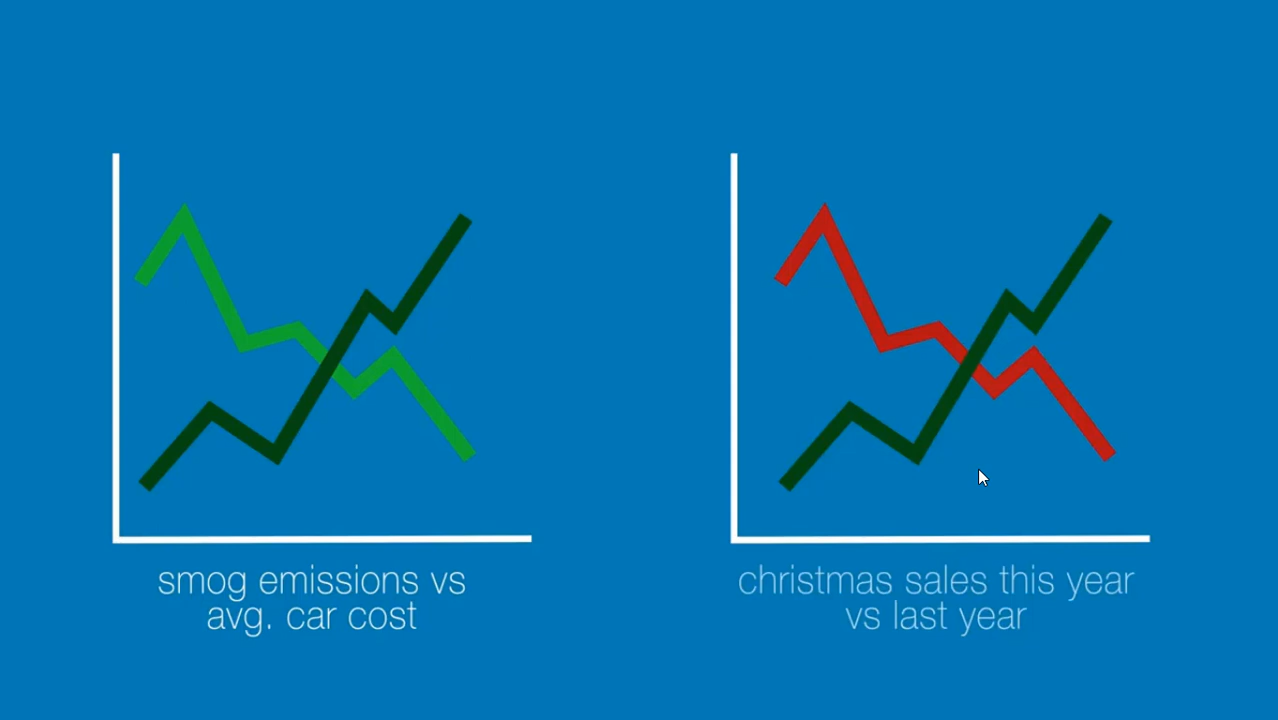 smog emissions vs
avg. car cost
christmas sales this year
vs last year